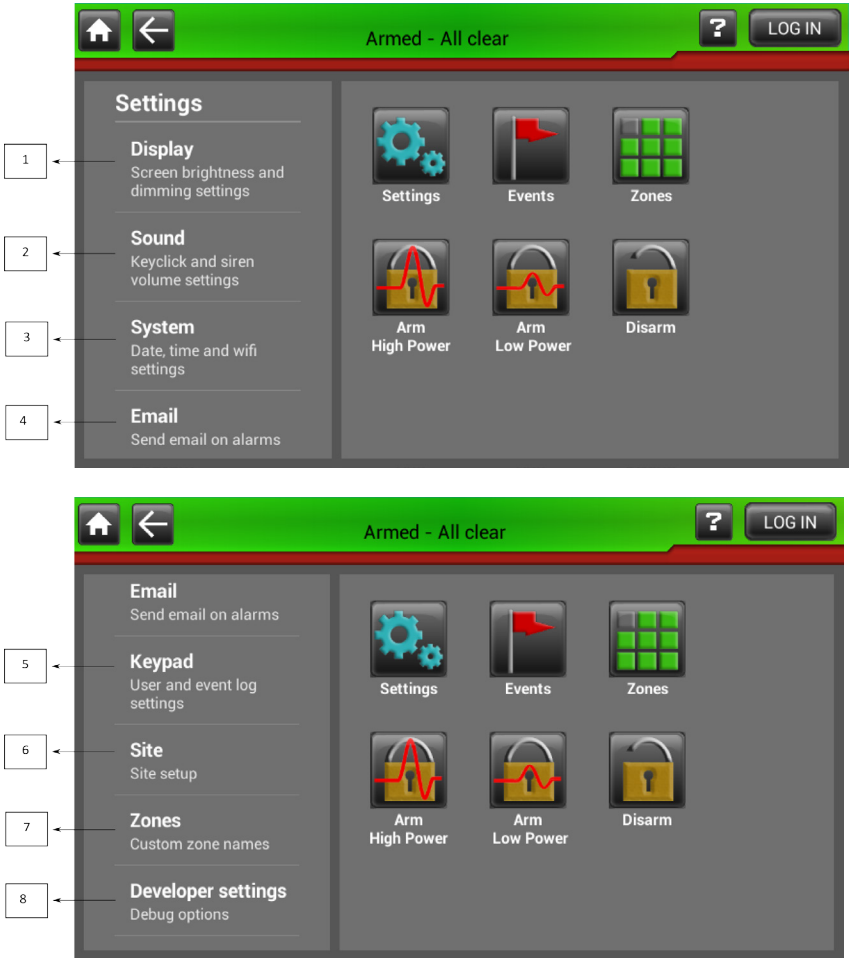 Armed - All clear
?
LOG IN
Settings
1
Display
Screen brightness and
dimming settings
2
Sound
Keyclick and siren
volume settings
3
System
Date, time and wifi
settings
4
Email
Send email on alarms
Settings
Events
Zones
Arm
High Power
Arm
Low Power
Disarm
Armed - All clear
?
LOG IN
Email
Send email on alarms
5
Keypad
User and event log
settings
6
Site
Site setup
7
Zones
Custom zone names
8
Developer settings
Debug options
Settings
Events
Zones
Arm
High Power
Arm
Low Power
Disarm